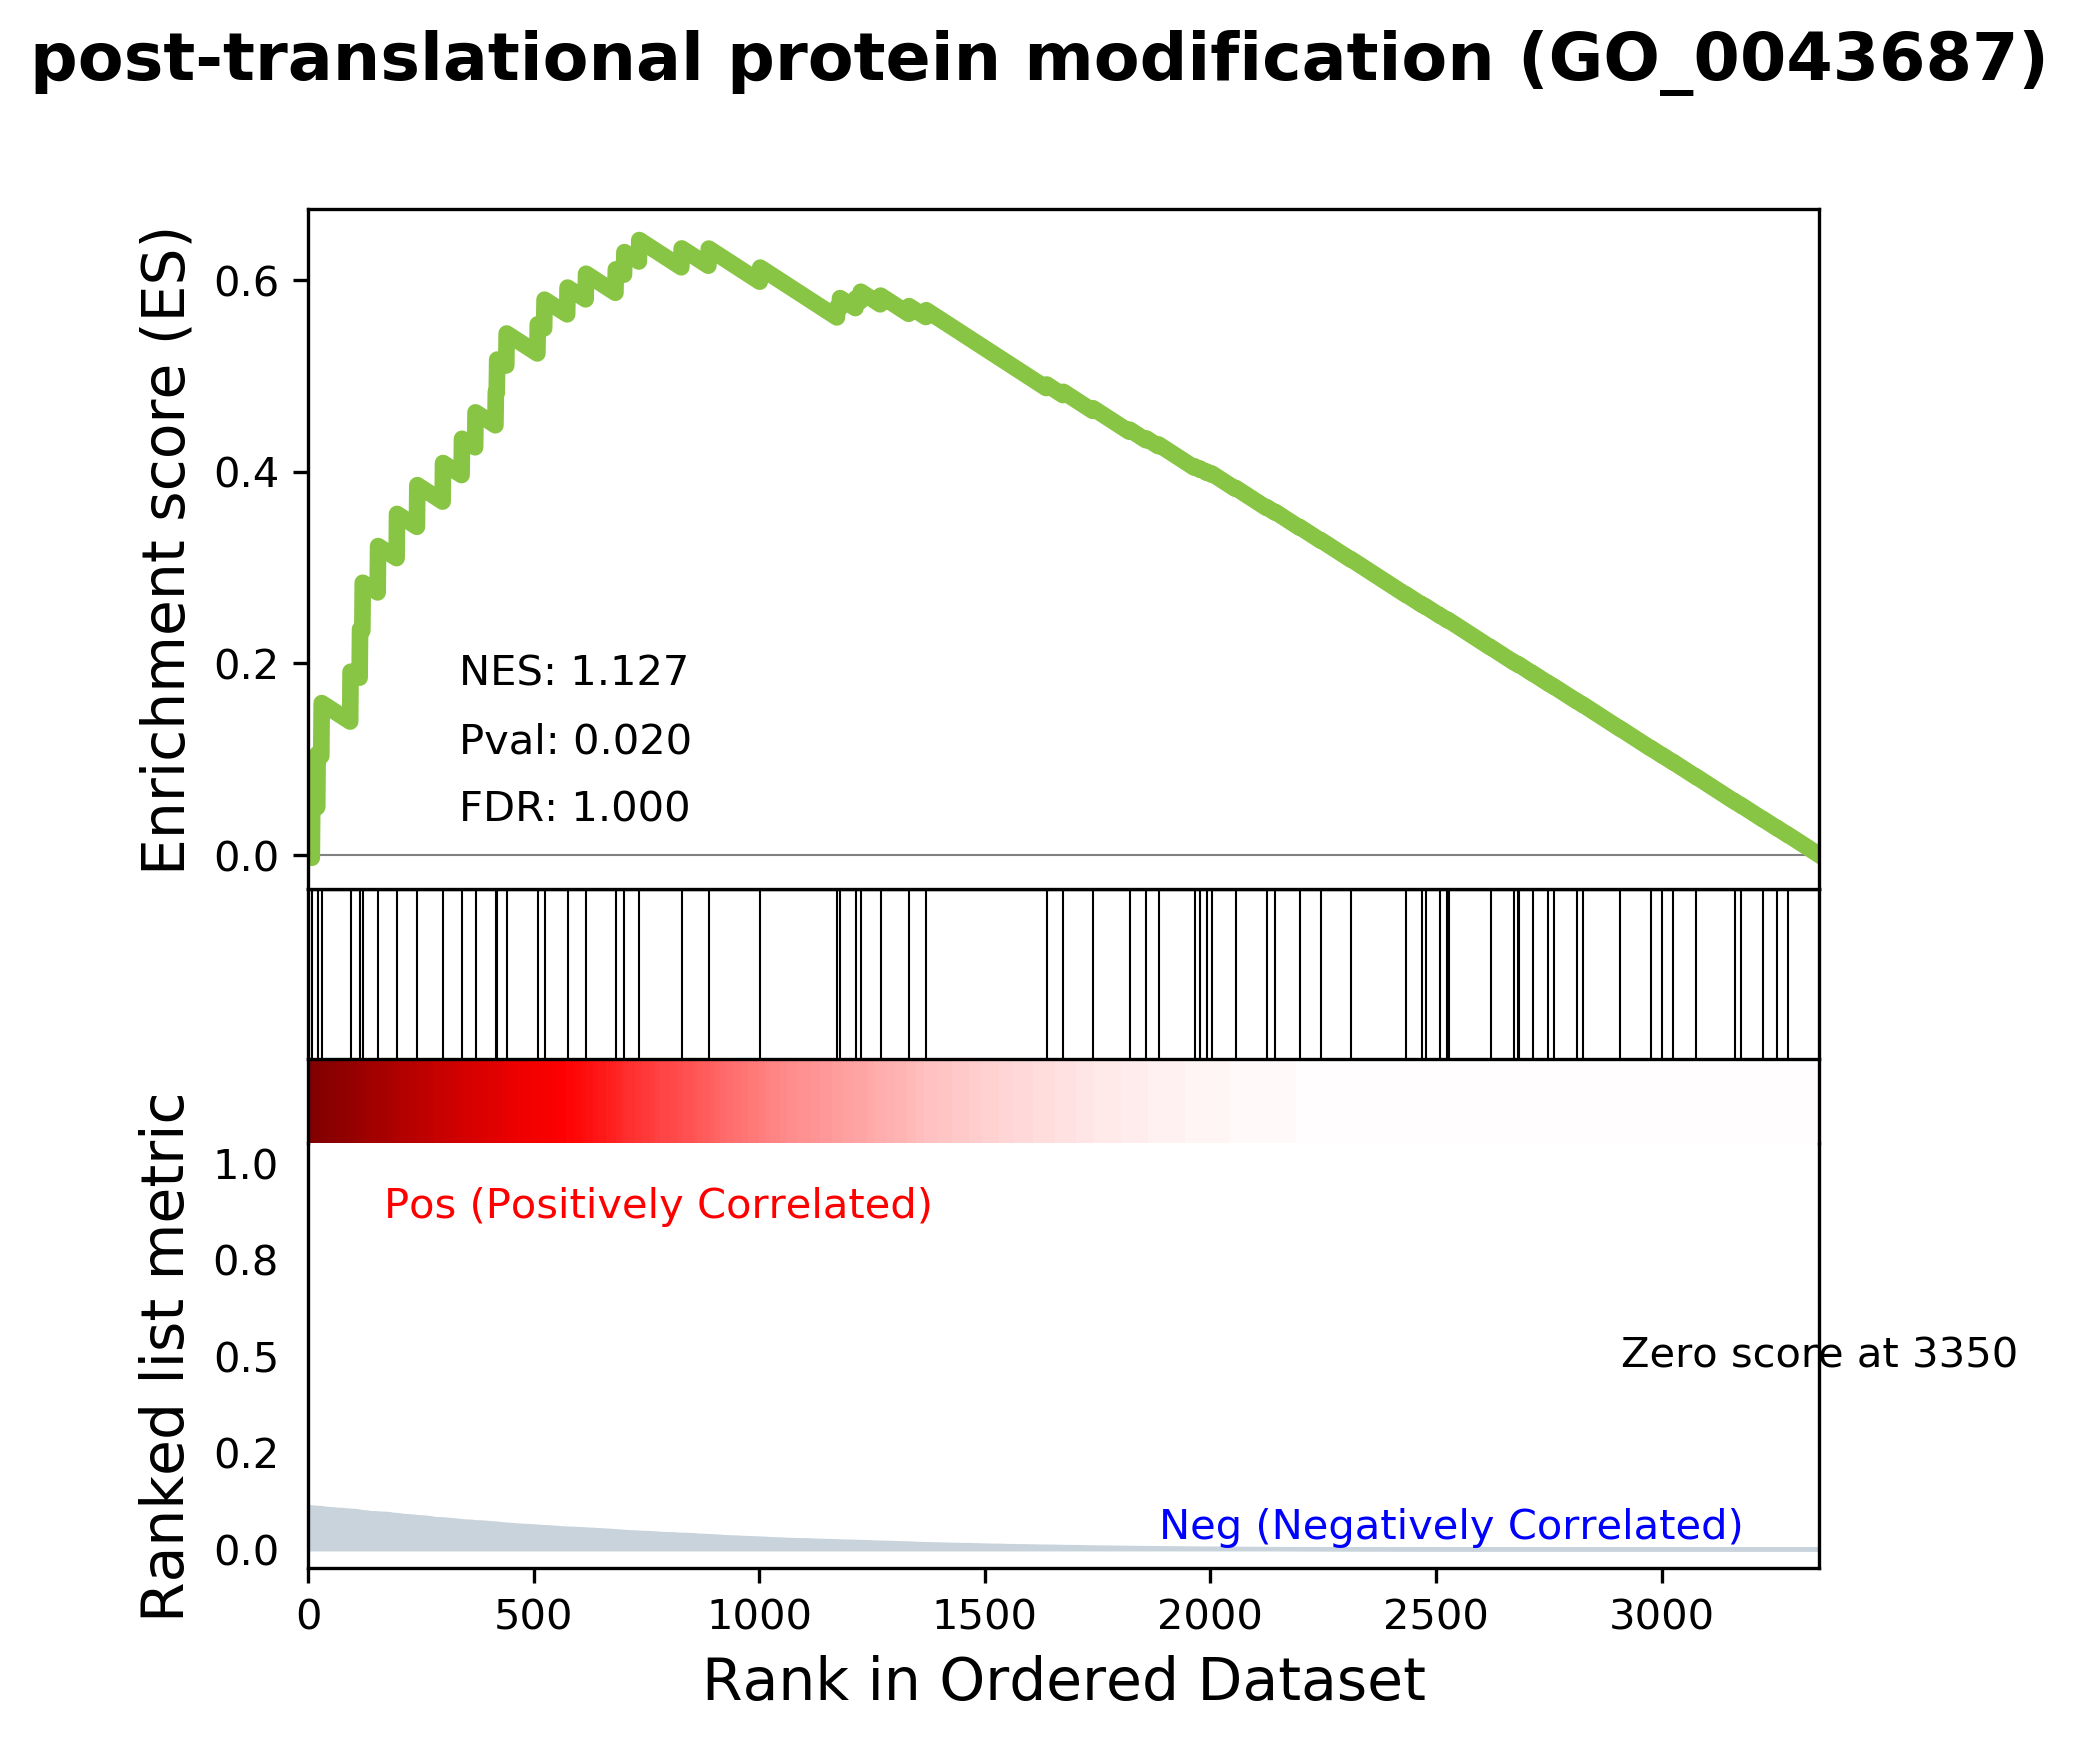 post-translational protein modification (GO_0043687)
Enrichment score (ES)
0.6
0.4
0.2
0.0
NES: 1.127
Pval: 0.020
FDR: 1.000
Ranked list metric
1.0
0.8
0.5
0.2
0.0
Pos (Positively Correlated)
Zero score at 3350
Neg (Negatively Correlated)
0 500 1000 1500 2000 2500 3000
Rank in Ordered Dataset